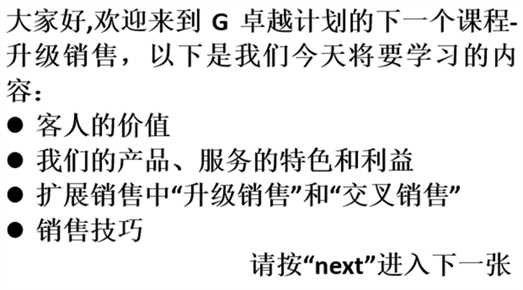 大家好,欢迎来到 G 卓越计划的下一个课程-
升级销售，以下是我们今天将要学习的内
容：
● 客人的价值
● 我们的产品、服务的特色和利益
● 扩展销售中“升级销售”和“交叉销售”
● 销售技巧
请按“next”进入下一张